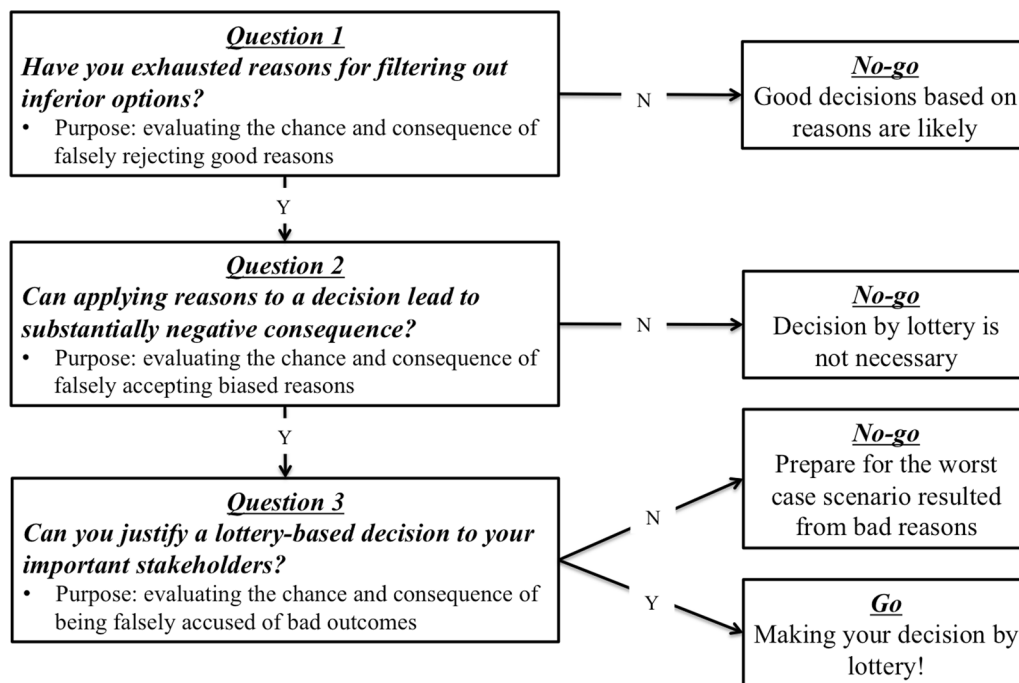 Question 1
Have you exhausted reasons for filtering out
inferior options?
• Purpose: evaluating the chance and consequence of
falsely rejecting good reasons
N
No-go
Good decisions based on
reasons are likely
Y
Question 2
Can applying reasons to a decision lead to
substantially negative consequence?
• Purpose: evaluating the chance and consequence of
falsely accepting biased reasons
N
No-go
Decision by lottery is
not necessary
Y
Question 3
Can you justify a lottery-based decision to your
important stakeholders?
• Purpose: evaluating the chance and consequence of
being falsely accused of bad outcomes
N
No-go
Prepare for the worst
case scenario resulted
from bad reasons
Y
Go
Making your decision by
lottery!